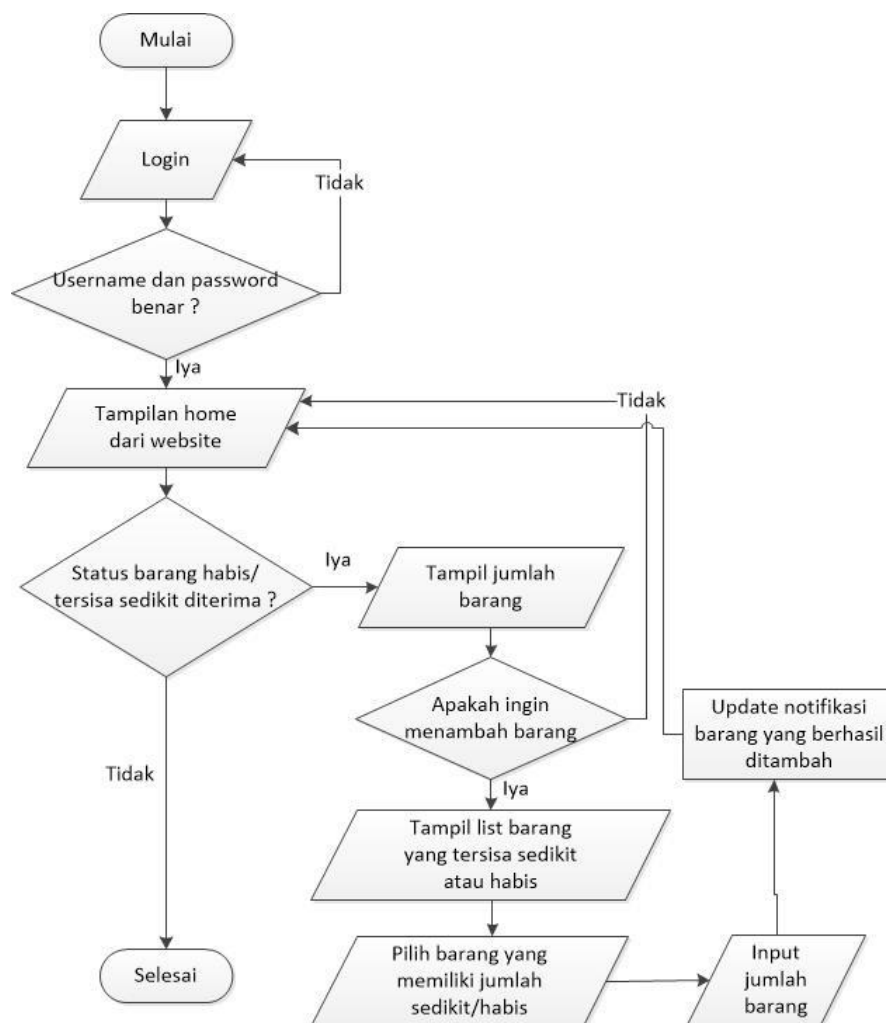 Mulai
Login
Tidak
Username dan password
benar ?
Iya
Tampilan home
dari website
Tidak
Status barang habis/
tersisa sedikit diterima ?
Iya
Tampil jumlah
barang
Apakah ingin
menambah barang
Update notifikasi
barang yang berhasil
ditambah
Tidak
Iya
Tampil list barang
yang tersisa sedikit
atau habis
Selesai
Pilih barang yang
memiliki jumlah
sedikit/habis
Input
jumlah
barang